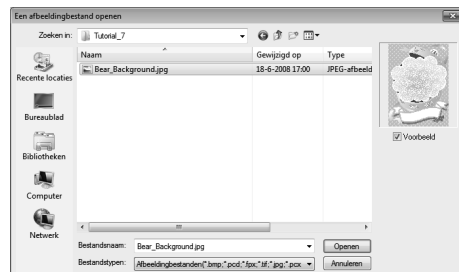 Een afbeeldingbestand openen
Zoeken in: Tutorial_7
Naam Gewijzigd op Type
Bear_Background.jpg 18-6-2008 17:00 JPEG-afbeeld
Recente locaties
Bureaublad
Bibliotheken
Computer
Netwerk
Voorbeeld
Bestandsnaam: Bear_Background.jpg Openen
Bestandstypen: Afbeeldingbestanden(*.bmp;*.pcd;*.fpx;*.tif;*.jpg;*.pcx Annuleren